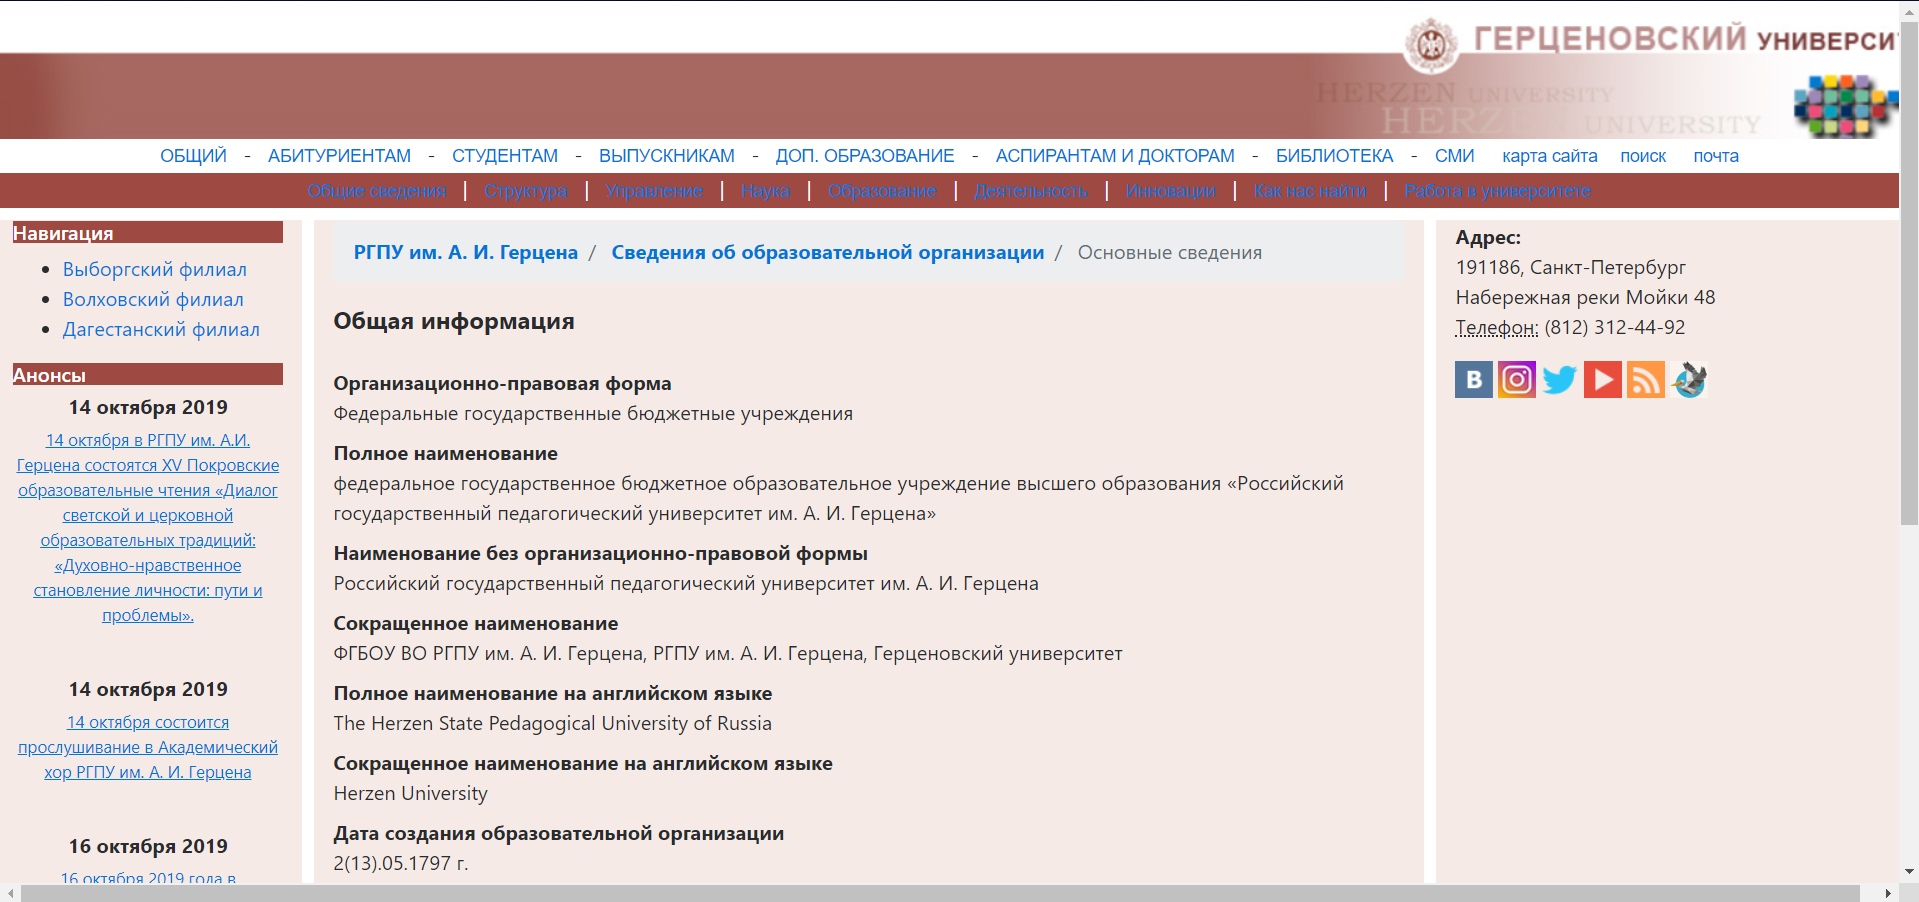 ГЕРЦЕНОВСКИЙ УНИВЕРСИ
HERZEN UNIVERSITY
HERZEN UNIVERSITY
ОБЩИЙ - АБИТУРИЕНТАМ - СТУДЕНТАМ - ВЫПУСКНИКАМ - ДОП. ОБРАЗОВАНИЕ - АСПИРАНТАМ И ДОКТОРАМ - БИБЛИОТЕКА - СМИ карта сайта поиск почта
Общие сведения | Структура | Управление | Наука | Образование | Деятельность | Инновации | Как нас найти | Работа в университете
Навигация
Выборгский филиал
Волховский филиал
Дагестанский филиал
Анонсы
14 октября 2019
14 октября в РГПУ им. А.И.
Герцена состоятся XV Покровские
образовательные чтения «Диалог
светской и церковной
образовательных традиций:
«Духовно-нравственное
становление личности: пути и
проблемы».
14 октября 2019
14 октября состоится
прослушивание в Академический
хор РГПУ им. А. И. Герцена
16 октября 2019
16 октября 2019 года в
РГПУ им. А. И. Герцена / Сведения об образовательной организации / Основные сведения
Общая информация
Организационно-правовая форма
Федеральные государственные бюджетные учреждения
Полное наименование
федеральное государственное бюджетное образовательное учреждение высшего образования «Российский
государственный педагогический университет им. А. И. Герцена»
Наименование без организационно-правовой формы
Российский государственный педагогический университет им. А. И. Герцена
Сокращенное наименование
ФГБОУ ВО РГПУ им. А. И. Герцена, РГПУ им. А. И. Герцена, Герценовский университет
Полное наименование на английском языке
The Herzen State Pedagogical University of Russia
Сокращенное наименование на английском языке
Herzen University
Дата создания образовательной организации
2(13).05.1797 г.
Адрес:
191186, Санкт-Петербург
Набережная реки Мойки 48
Телефон: (812) 312-44-92